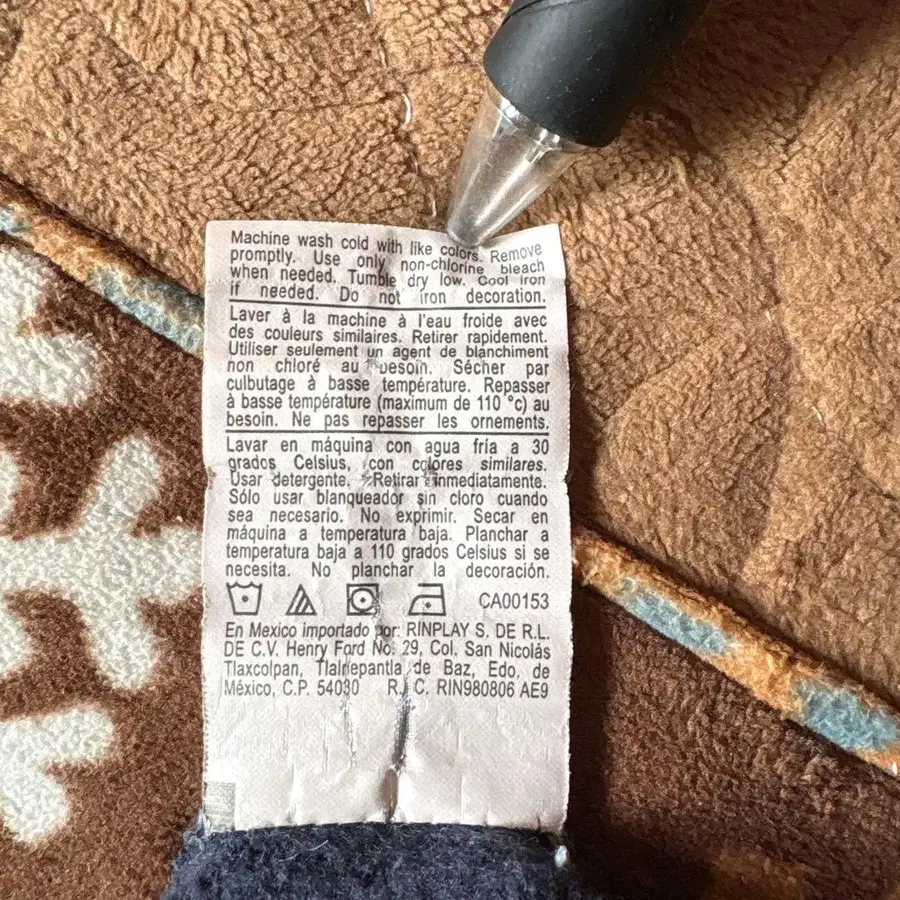 Machine wash cold with like colors. Remove
promptly. Use only non-chlorine bleach
when needed. Tumble dry low. Cool iron
if needed. Do not iron decoration.
Laver à la machine à l'eau froide avec
des couleurs similaires. Retirer rapidement.
Utiliser seulement un agent de blanchiment
non chloré au besoin. Sécher par
culbutage à basse température. Repasser
à basse température (maximum de 110 °c) au
besoin. Ne pas repasser les ornements.
Lavar en máquina con agua fría a 30
grados Celsius, con colores similares.
Usar detergente. Retirar inmediatamente.
Sólo usar blanqueador sin cloro cuando
sea necesario. No exprimir. Secar en
máquina a temperatura baja. Planchar a
temperatura baja a 110 grados Celsius si se
necesita. No planchar la decoración.
CA00153
En Mexico importado por: RINPLAY S. DE R.L.
DE C.V. Henry Ford No. 29, Col. San Nicolás
Tlaxcolpan, Tlalnepantla de Baz, Edo. de
México, C.P. 54030 R.F.C. RIN980806 AE9